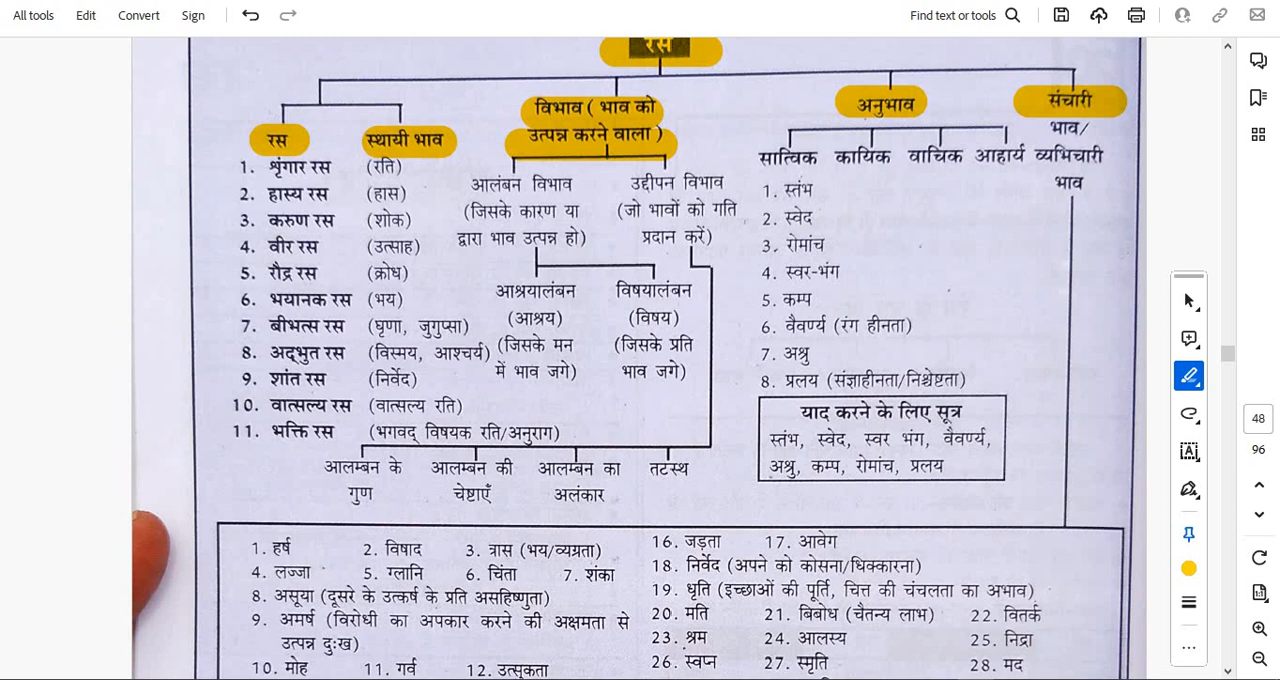 All tools Edit Convert Sign Find text or tools
रस
विभाव ( भाव को
उत्पन्न करने वाला )
अनुभाव
संचारी
भाव/
व्यभिचारी
भाव
रस स्थायी भाव
1. शृंगार रस (रति)
2. हास्य रस (हास)
3. करुण रस (शोक)
4. वीर रस (उत्साह)
5. रौद्र रस (क्रोध)
6. भयानक रस (भय)
7. बीभत्स रस (घृणा, जुगुप्सा)
8. अद्भुत रस (विस्मय, आश्चर्य)
9. शांत रस (निर्वेद)
10. वात्सल्य रस (वात्सल्य रति)
11. भक्ति रस (भगवद् विषयक रति/अनुराग)
आलंबन विभाव
(जिसके कारण या
द्वारा भाव उत्पन्न हो)
उद्दीपन विभाव
(जो भावों को गति
प्रदान करें)
आश्रयालंबन
(आश्रय)
(जिसके मन
में भाव जगे)
विषयालंबन
(विषय)
(जिसके प्रति
भाव जगे)
आलम्बन के
गुण
आलम्बन की
चेष्टाएँ
आलम्बन का
अलंकार
तटस्थ
सात्विक कायिक वाचिक आहार्य
1. स्तंभ
2. स्वेद
3. रोमांच
4. स्वर-भंग
5. कम्प
6. वैवर्ण्य (रंग हीनता)
7. अश्रु
8. प्रलय (संज्ञाहीनता/निश्चेष्टता)
याद करने के लिए सूत्र
स्तंभ, स्वेद, स्वर भंग, वैवर्ण्य,
अश्रु, कम्प, रोमांच, प्रलय
1. हर्ष 2. विषाद 3. त्रास (भय/व्यग्रता)
4. लज्जा 5. ग्लानि 6. चिंता 7. शंका
8. असूया (दूसरे के उत्कर्ष के प्रति असहिष्णुता)
9. अमर्ष (विरोधी का अपकार करने की अक्षमता से
उत्पन्न दुःख)
10. मोह 11. गर्व 12. उत्सुकता
16. जड़ता 17. आवेग
18. निर्वेद (अपने को कोसना/धिक्कारना)
19. धृति (इच्छाओं की पूर्ति, चित्त की चंचलता का अभाव)
20. मति 21. बिबोध (चैतन्य लाभ) 22. वितर्क
23. श्रम 24. आलस्य 25. निद्रा
26. स्वप्न 27. स्मृति 28. मद
48
96